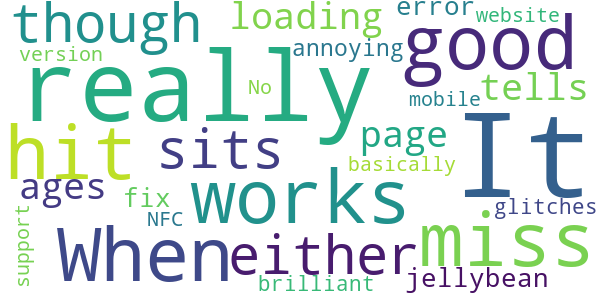 though loading error website
version annoying good
really No mobile tells
hit sits page It
ages fix works basically
NFC glitches
support When either miss
brilliant jellybean